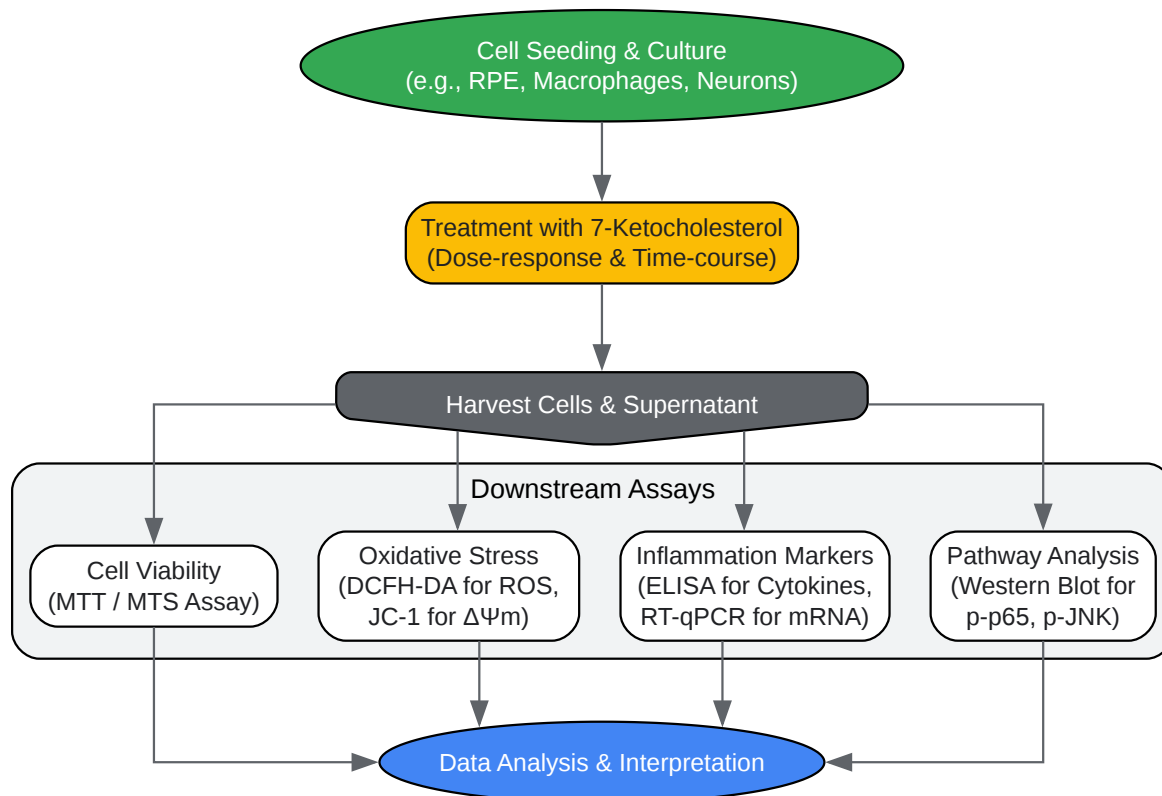 Cell Seeding & Culture
(e.g., RPE, Macrophages, Neurons)
Treatment with 7-Ketocholesterol
(Dose-response & Time-course)
Harvest Cells & Supernatant
Downstream Assays
Cell Viability
(MTT / MTS Assay)
Oxidative Stress
(DCFH-DA for ROS,
JC-1 for ΔΨm)
Inflammation Markers
(ELISA for Cytokines,
RT-qPCR for mRNA)
Pathway Analysis
(Western Blot for
p-p65, p-JNK)
Data Analysis & Interpretation